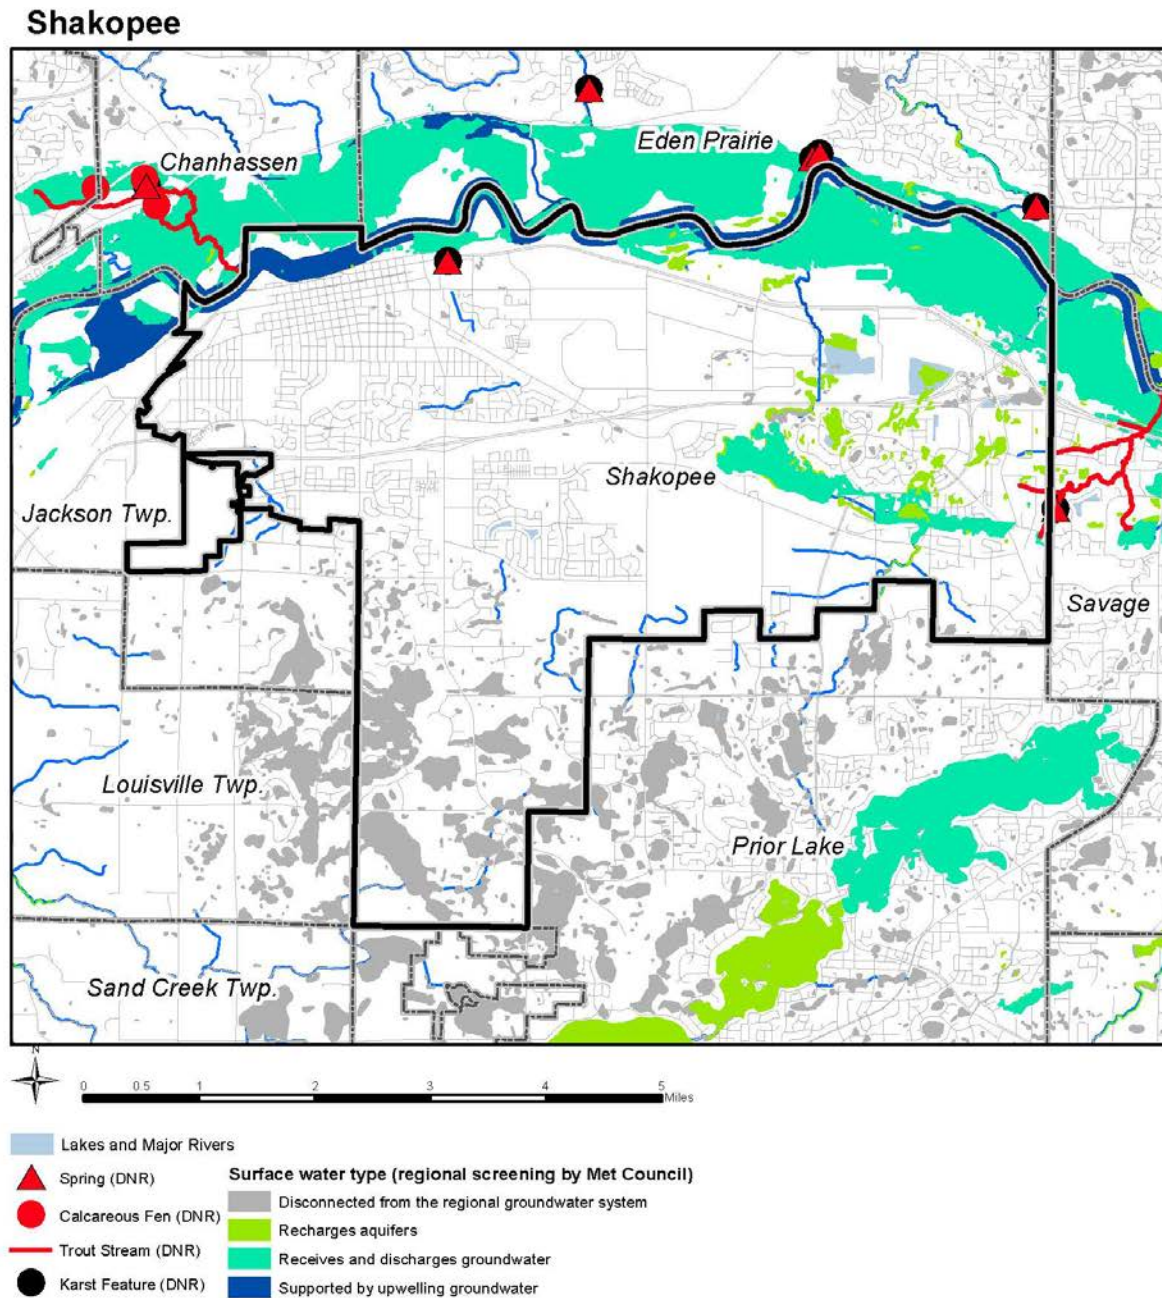 Shakopee
Chanhassen
Eden Prairie
Shakopee
Jackson Twp.
Savage
Louisville Twp.
Prior Lake
Sand Creek Twp.
N
0 0.5 1 2 3 4 5 Miles
Lakes and Major Rivers
Spring (DNR)
Calcareous Fen (DNR)
Trout Stream (DNR)
Karst Feature (DNR)
Surface water type (regional screening by Met Council)
Disconnected from the regional groundwater system
Recharges aquifers
Receives and discharges groundwater
Supported by upwelling groundwater